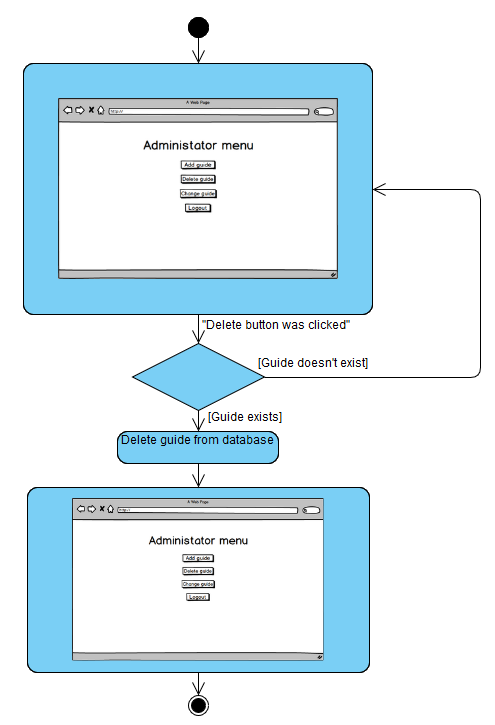 A Web Page
http://
Administator menu
Add guide
Delete guide
Change guide
Logout
"Delete button was clicked"
[Guide doesn't exist]
[Guide exists]
Delete guide from database
A Web Page
http://
Administator menu
Add guide
Delete guide
Change guide
Logout